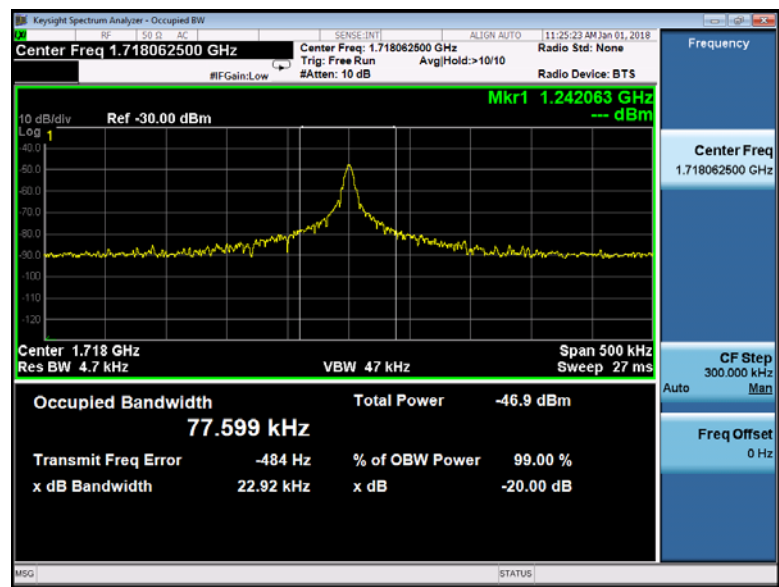 Keysight Spectrum Analyzer - Occupied BW
RF 50 Ω AC SENSE:INT ALIGN AUTO 11:25:23 AM Jan 01, 2018
Center Freq 1.718062500 GHz
Center Freq: 1.718062500 GHz Radio Std: None
Trig: Free Run Avg|Hold:>10/10
#IFGain:Low #Atten: 10 dB Radio Device: BTS
Mkr1 1.242063 GHz
10 dB/div Ref -30.00 dBm --- dBm
Log 1
-40.0
-50.0
-60.0
-70.0
-80.0
-90.0
-100
-110
-120
Center 1.718 GHz Span 500 kHz
Res BW 4.7 kHz VBW 47 kHz Sweep 27 ms
Occupied Bandwidth Total Power -46.9 dBm
77.599 kHz
Transmit Freq Error -484 Hz % of OBW Power 99.00 %
x dB Bandwidth 22.92 kHz x dB -20.00 dB
MSG STATUS
Frequency
Center Freq
1.718062500 GHz
CF Step
300.000 kHz
Auto Man
Freq Offset
0 Hz